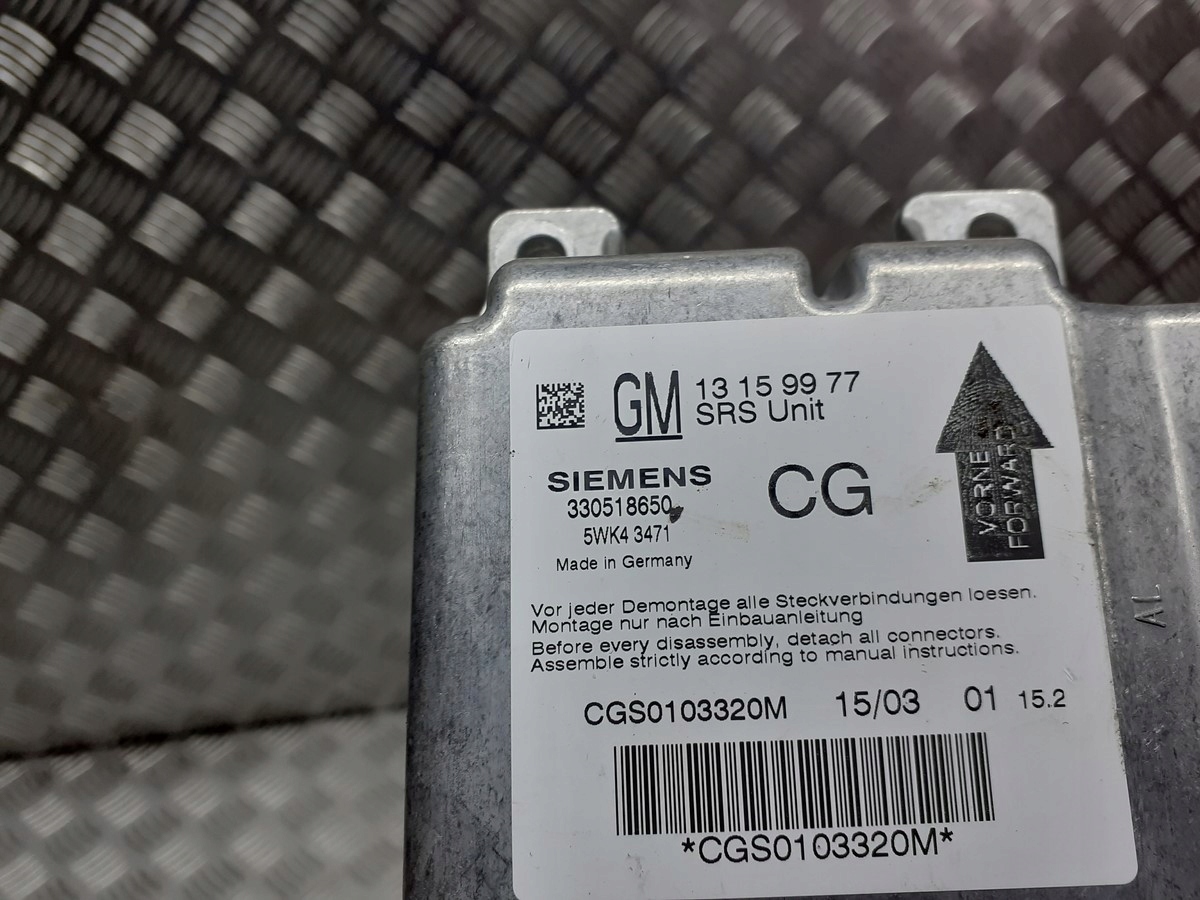 GM 13 159 99 77
SRS Unit
SIEMENS
330518650
5WK4 3471
Made in Germany
CG
VORNE
FORWARD
Vor jeder Demontage alle Steckverbindungen loesen.
Montage nur nach Einbauanleitung
Before every disassembly, detach all connectors.
Assemble strictly according to manual instructions.
CGS0103320M 15/03 01 15.2
*CGS0103320M*